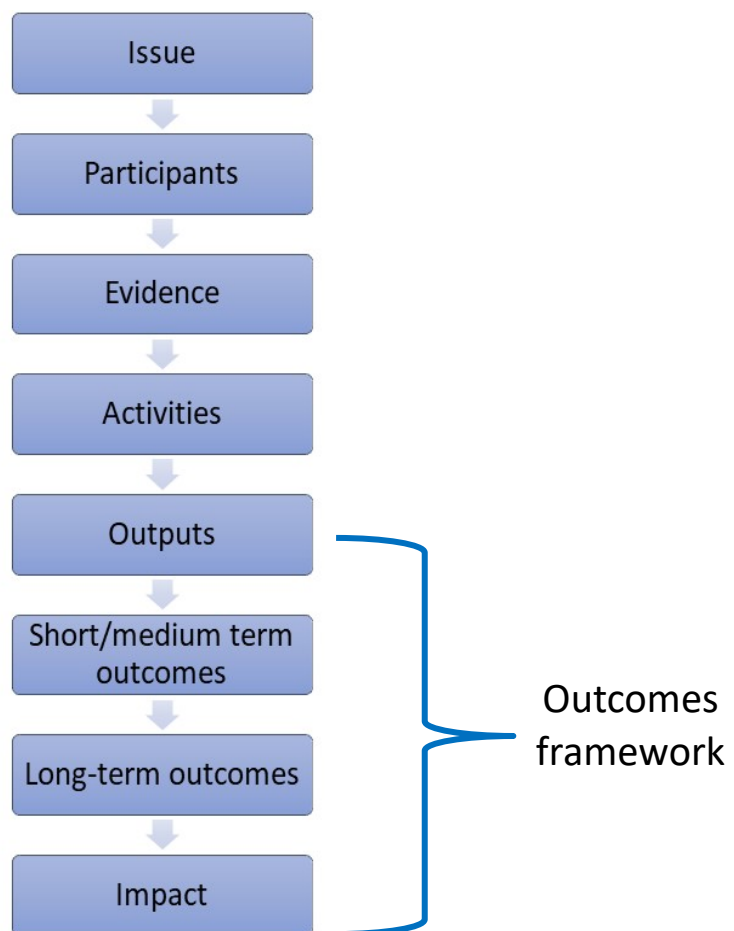 Issue
Participants
Evidence
Activities
Outputs
Short/medium term
outcomes
Long-term outcomes
Impact
Outcomes
framework